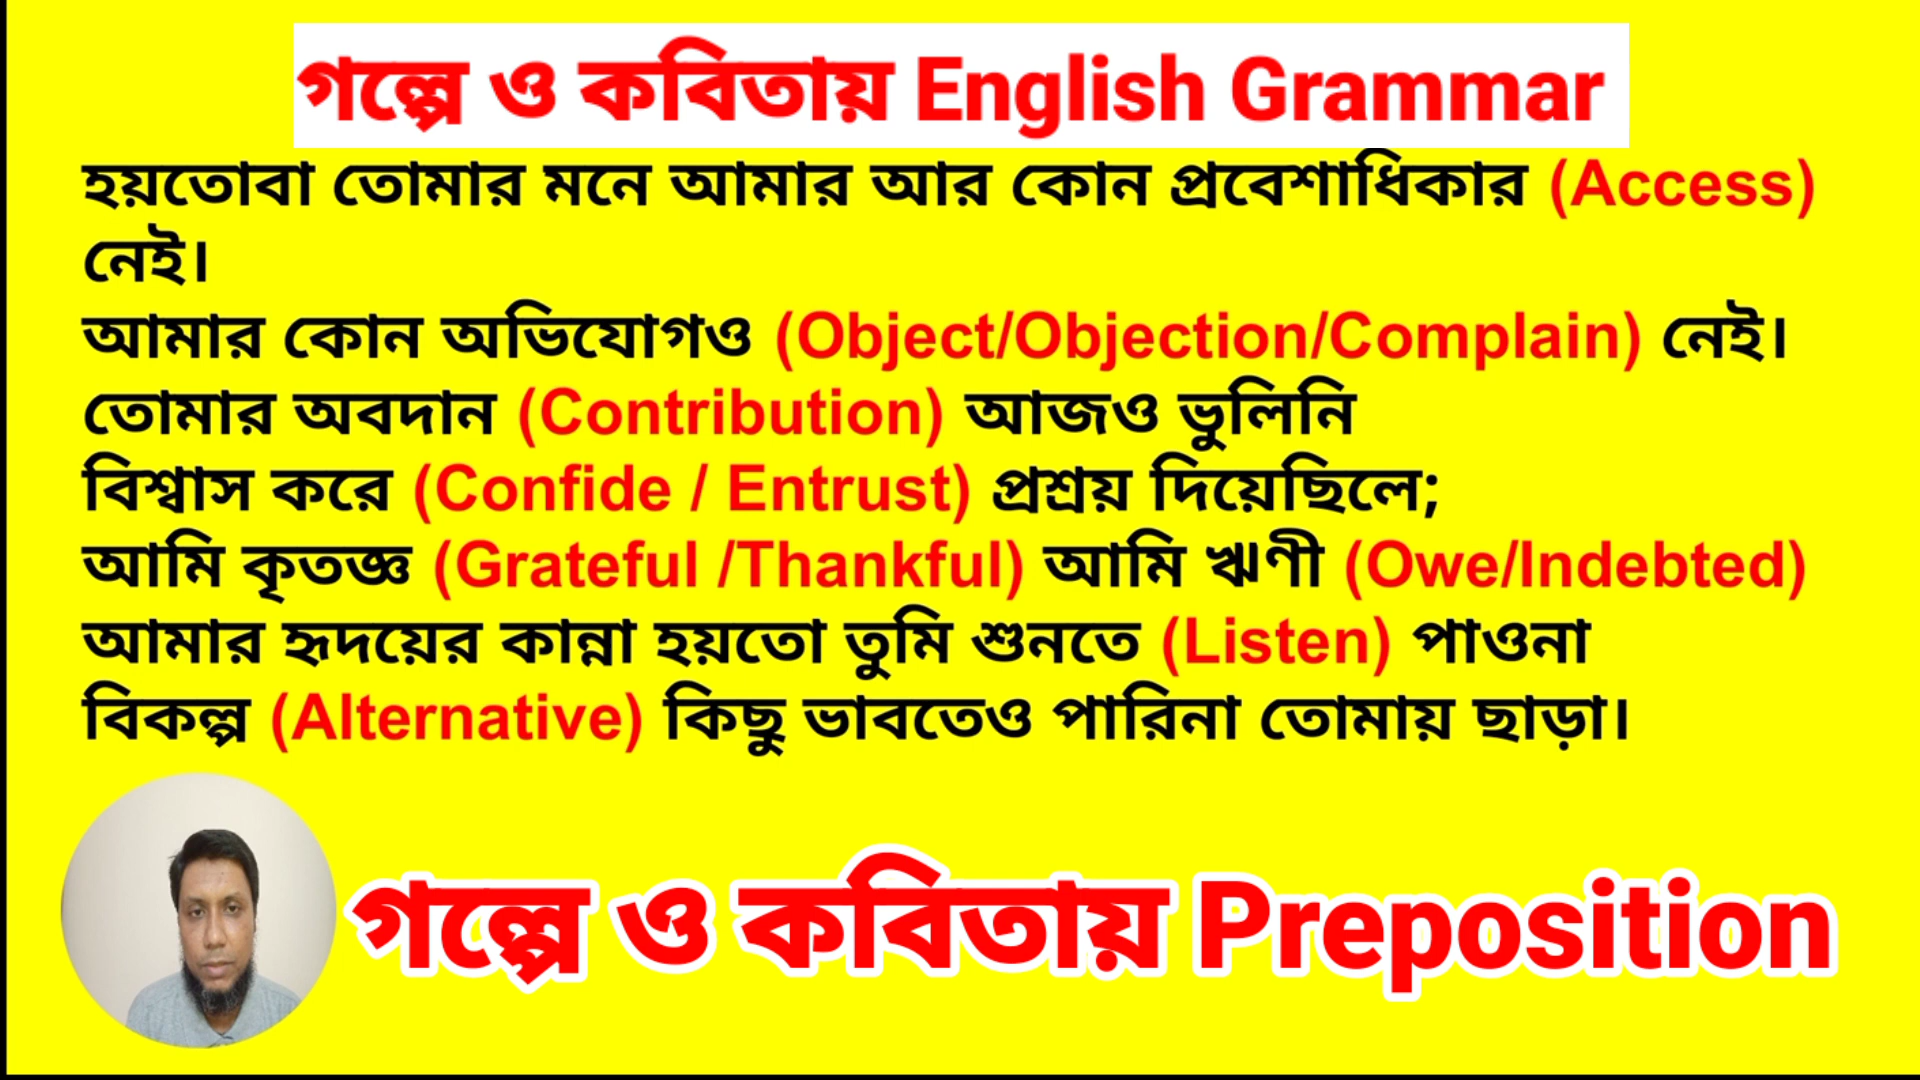 গল্পে ও কবিতায় English Grammar
হয়তোবা তোমার মনে আমার আর কোন প্রবেশাধিকার (Access)
নেই।
আমার কোন অভিযোগও (Object/Objection/Complain) নেই।
তোমার অবদান (Contribution) আজও ভুলিনি
বিশ্বাস করে (Confide / Entrust) প্রশ্রয় দিয়েছিলে;
আমি কৃতজ্ঞ (Grateful /Thankful) আমি ঋণী (Owe/Indebted)
আমার হৃদয়ের কান্না হয়তো তুমি শুনতে (Listen) পাওনা
বিকল্প (Alternative) কিছু ভাবতেও পারিনা তোমায় ছাড়া।
গল্পে ও কবিতায় Preposition